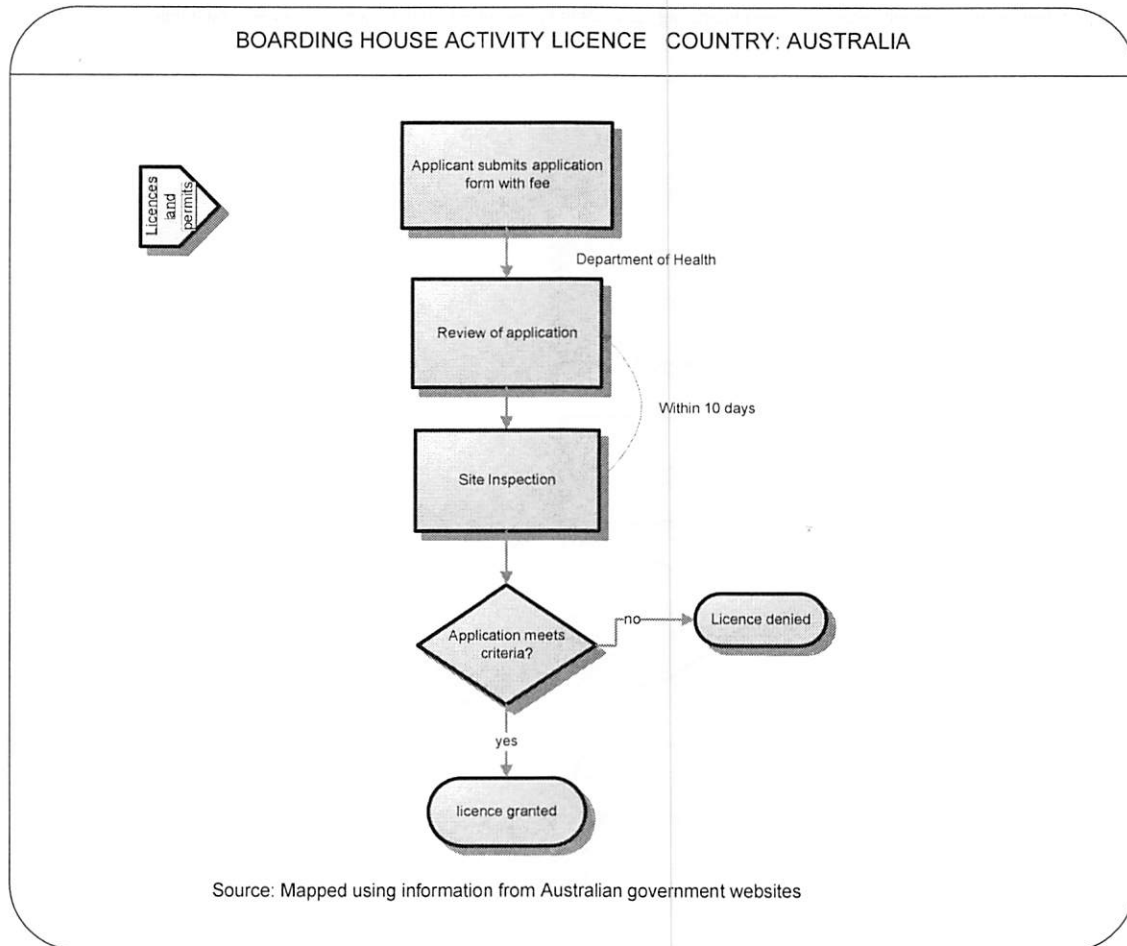 BOARDING HOUSE ACTIVITY LICENCE COUNTRY: AUSTRALIA
Licences
and
permits
Applicant submits application
form with fee
Department of Health
Review of application
Within 10 days
Site Inspection
Application meets
criteria?
no
Licence denied
yes
licence granted
Source: Mapped using information from Australian government websites